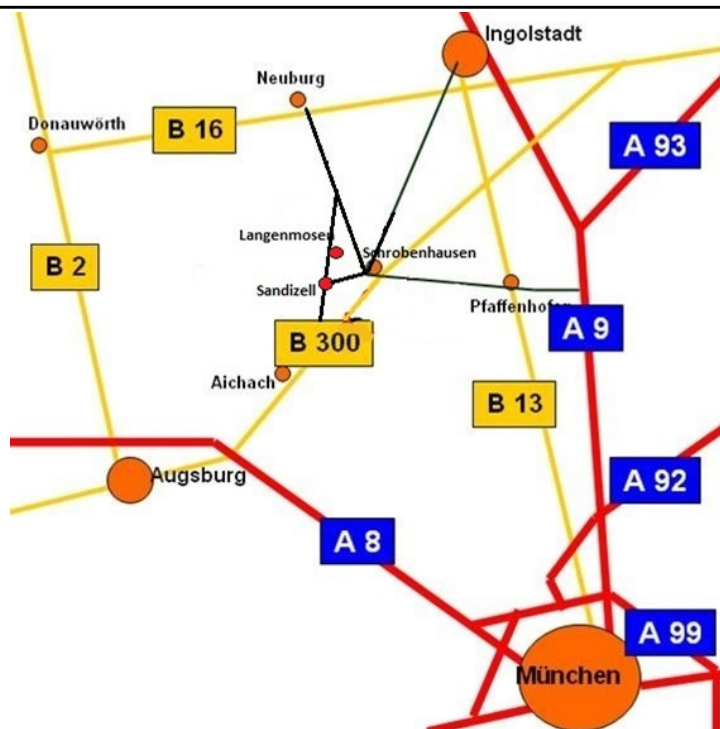 Ingolstadt
Neuburg
Donauwörth
B 16
A 93
Langenmosen
Schrobenhausen
B 2
Sandizell
Pfaffenhofen
A 9
B 300
Aichach
B 13
Augsburg
A 92
A 8
A 99
München